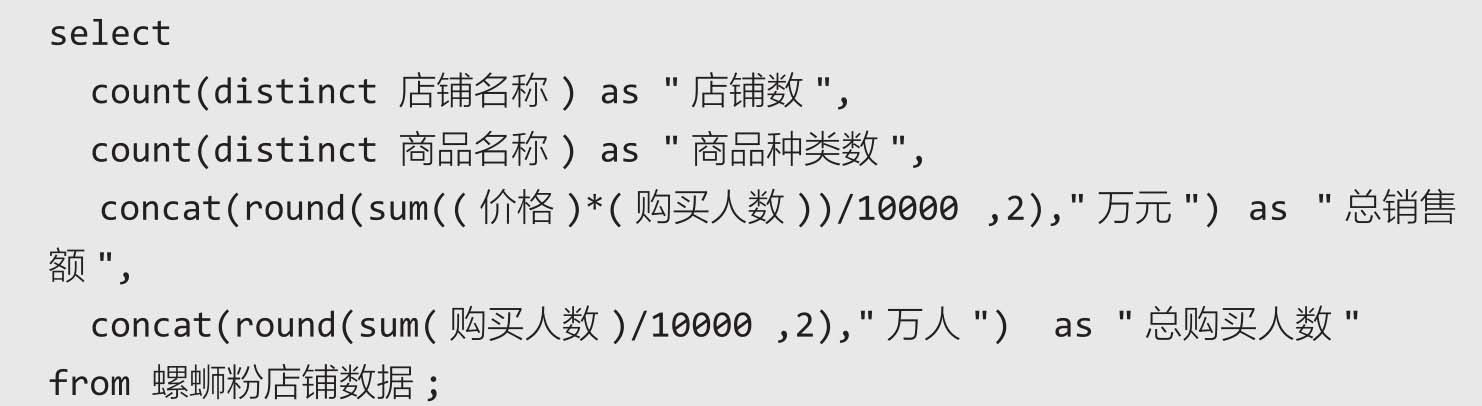 select
count(distinct 店铺名称) as "店铺数",
count(distinct 商品名称) as "商品种类数",
concat(round(sum((价格)*(购买人数))/10000 ,2),"万元") as "总销售
额",
concat(round(sum(购买人数)/10000 ,2),"万人")  as "总购买人数"
from 螺蛳粉店铺数据;